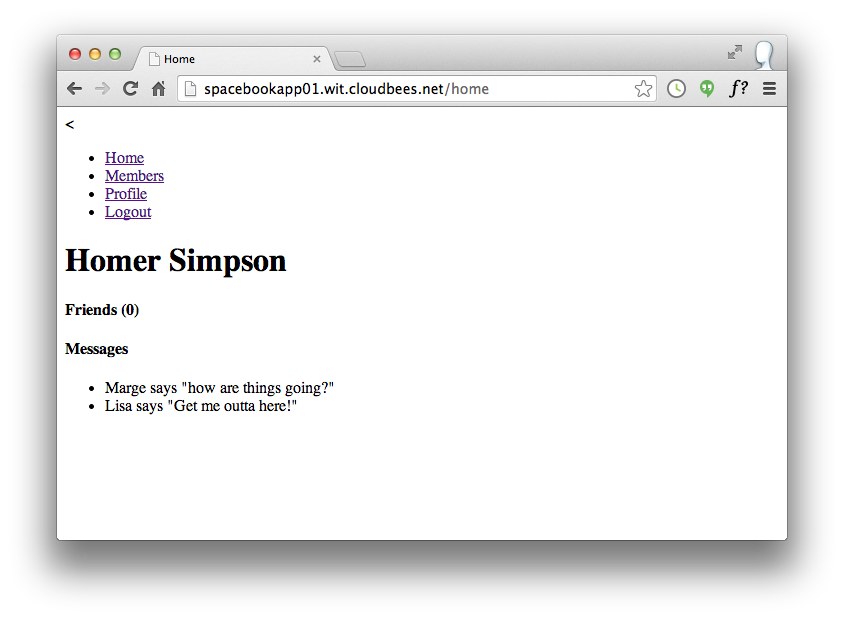 Home
spacebookapp01.wit.cloudbees.net/home
f?
<
Home
Members
Profile
Logout
Homer Simpson
Friends (0)
Messages
Marge says "how are things going?"
Lisa says "Get me outta here!"